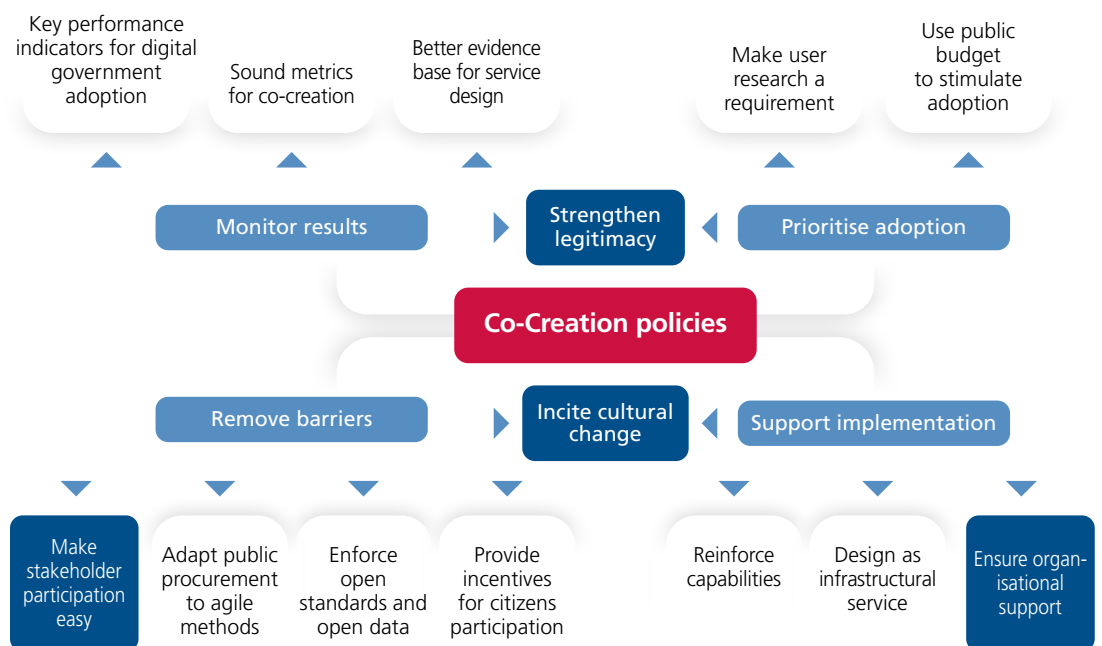 Key performance
indicators for digital
government
adoption
Sound metrics
for co-creation
Better evidence
base for service
design
Make user
research a
requirement
Use public
budget
to stimulate
adoption
Monitor results
Strengthen
legitimacy
Prioritise adoption
Co-Creation policies
Remove barriers
Incite cultural
change
Support implementation
Make
stakeholder
participation
easy
Adapt public
procurement
to agile
methods
Enforce
open
standards and
open data
Provide
incentives
for citizens
participation
Reinforce
capabilities
Design as
infrastructural
service
Ensure organ-
isational
support